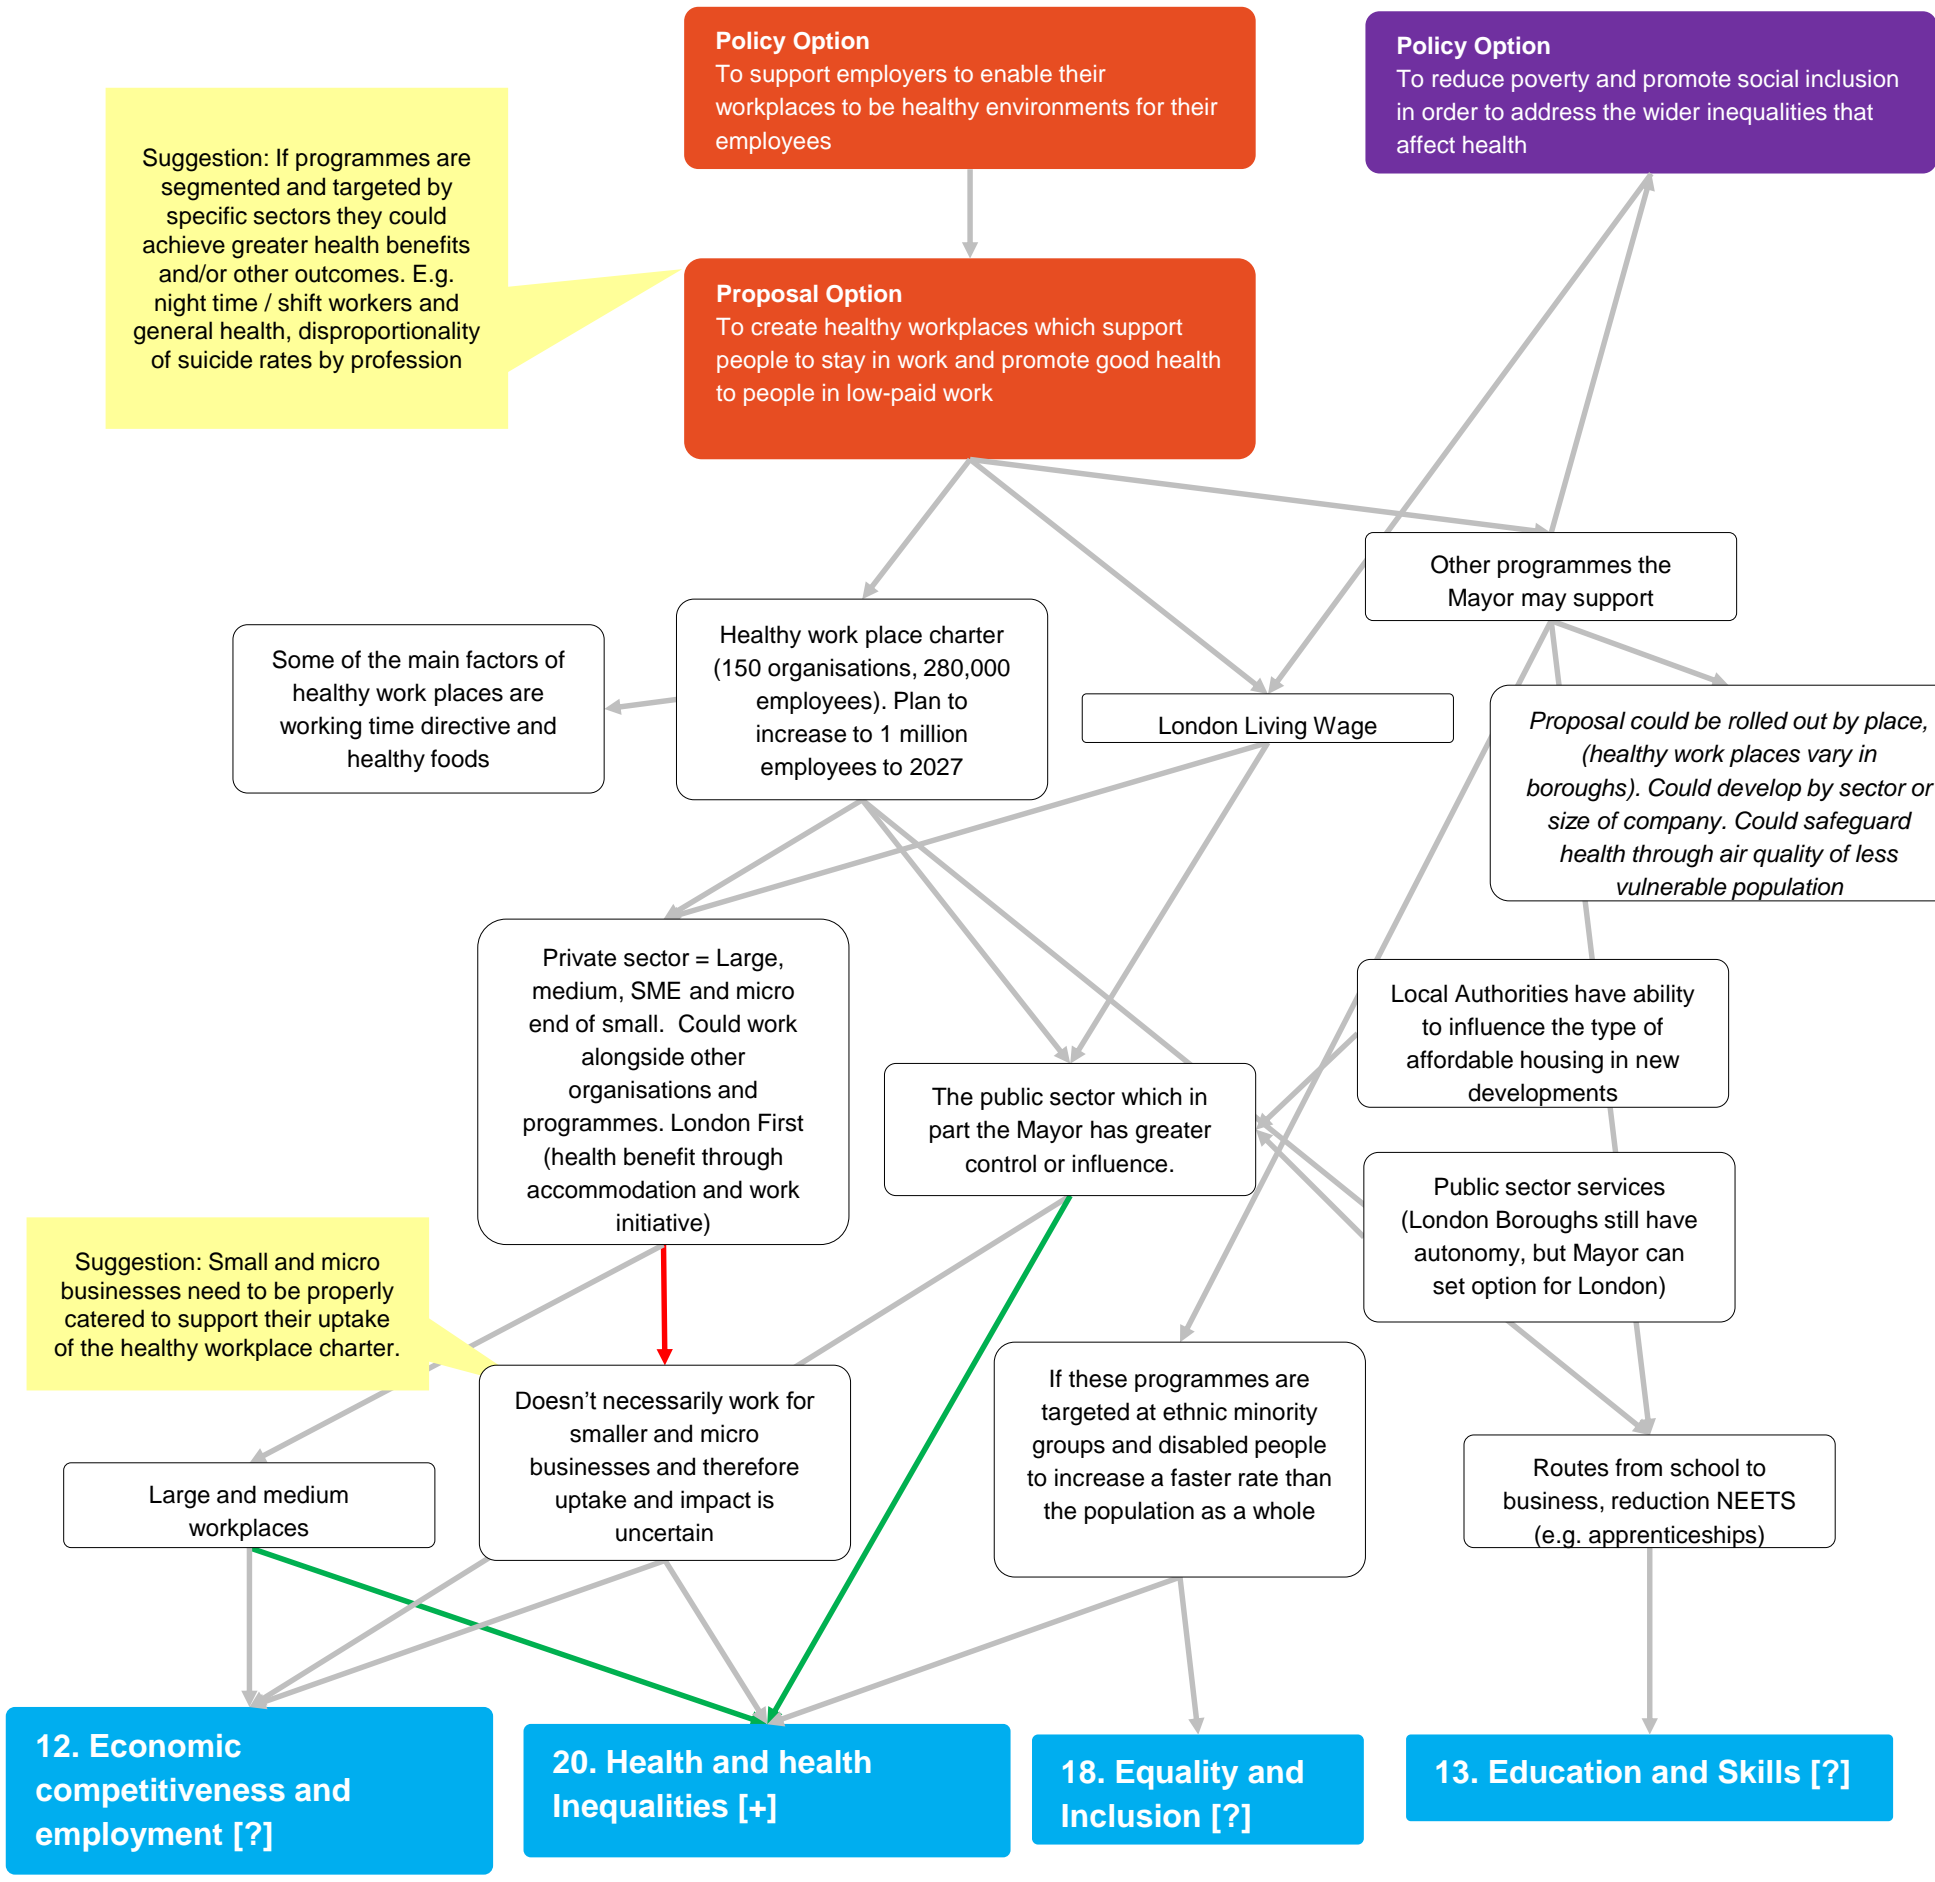 Policy Option
To support employers to enable their
workplaces to be healthy environments for their
employees
Policy Option
To reduce poverty and promote social inclusion
in order to address the wider inequalities that
affect health
Suggestion: If programmes are
segmented and targeted by
specific sectors they could
achieve greater health benefits
and/or other outcomes. E.g.
night time / shift workers and
general health, disproportionality
of suicide rates by profession
Proposal Option
To create healthy workplaces which support
people to stay in work and promote good health
to people in low-paid work
Other programmes the
Mayor may support
Some of the main factors of
healthy work places are
working time directive and
healthy foods
Healthy work place charter
(150 organisations, 280,000
employees). Plan to
increase to 1 million
employees to 2027
London Living Wage
Proposal could be rolled out by place,
(healthy work places vary in
boroughs). Could develop by sector or
size of company. Could safeguard
health through air quality of less
vulnerable population
Private sector = Large,
medium, SME and micro
end of small.  Could work
alongside other
organisations and
programmes. London First
(health benefit through
accommodation and work
initiative)
The public sector which in
part the Mayor has greater
control or influence.
Local Authorities have ability
to influence the type of
affordable housing in new
developments
Public sector services
(London Boroughs still have
autonomy, but Mayor can
set option for London)
Suggestion: Small and micro
businesses need to be properly
catered to support their uptake
of the healthy workplace charter.
Large and medium
workplaces
Doesn’t necessarily work for
smaller and micro
businesses and therefore
uptake and impact is
uncertain
If these programmes are
targeted at ethnic minority
groups and disabled people
to increase a faster rate than
the population as a whole
Routes from school to
business, reduction NEETS
(e.g. apprenticeships)
12. Economic
competitiveness and
employment [?]
20. Health and health
Inequalities [+]
18. Equality and
Inclusion [?]
13. Education and Skills [?]